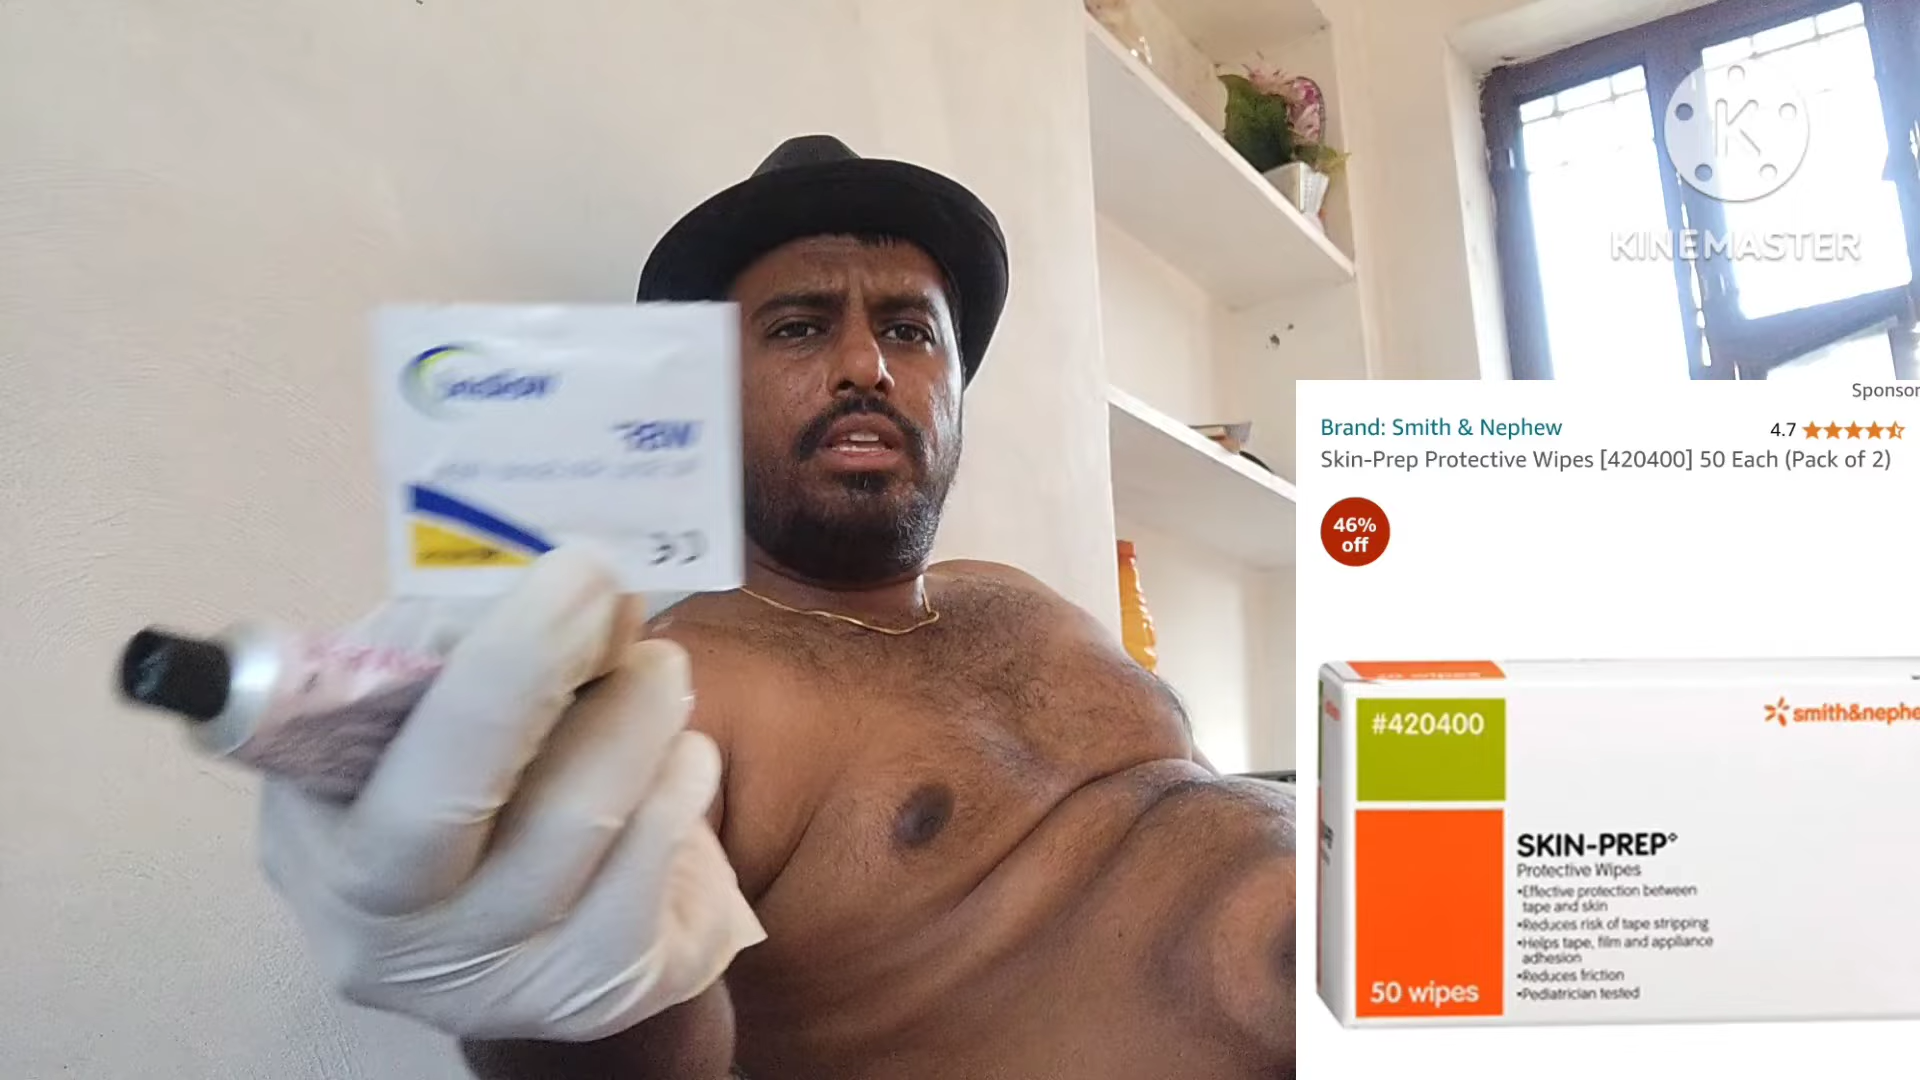 K
KINEMASTER
Sponsor
Brand: Smith & Nephew
4.7
Skin-Prep Protective Wipes [420400] 50 Each (Pack of 2)
46%
off
#420400
smith&nephe
SKIN-PREP◊
Protective Wipes
•Effective protection between
tape and skin
•Reduces risk of tape stripping
•Helps tape, film and appliance
adhesion
•Reduces friction
•Pediatrician tested
50 wipes